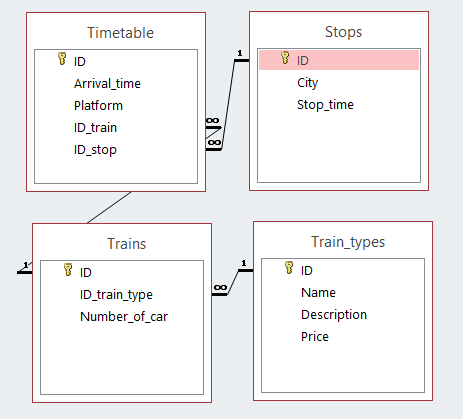 Timetable
ID
Arrival_time
Platform
ID_train
ID_stop
Stops
ID
City
Stop_time
1
∞
∞
Trains
ID
ID_train_type
Number_of_car
Train_types
ID
Name
Description
Price
1
1
∞